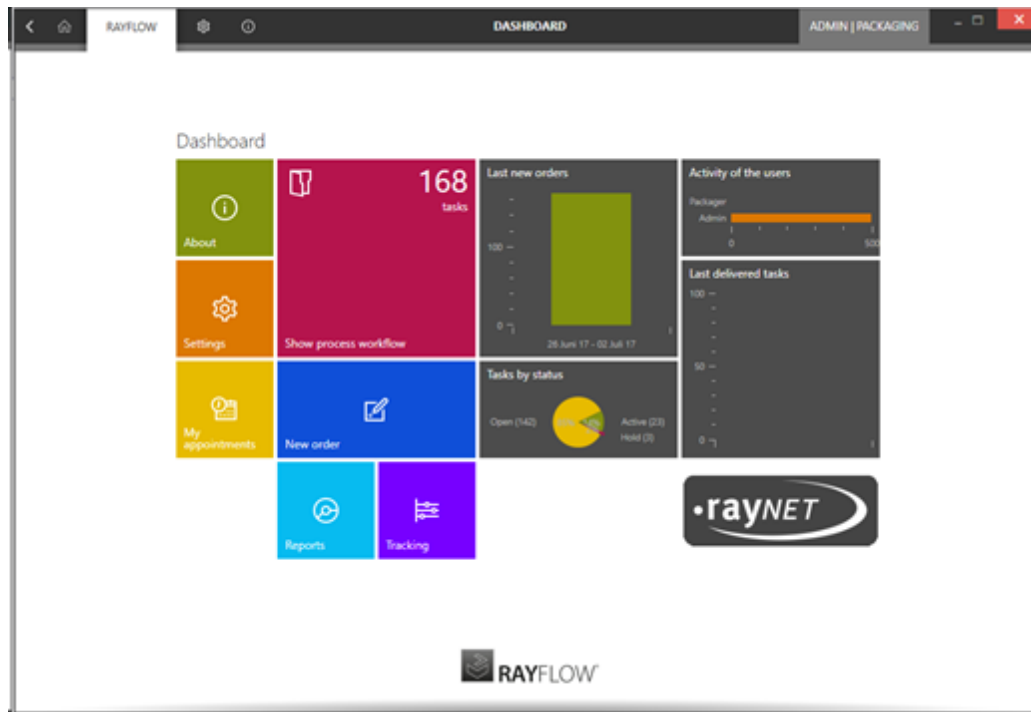 RAYFLOW
DASHBOARD
ADMIN | PACKAGING
Dashboard
About
168
tasks
Show process workflow
Last new orders
100
0
26 Juni 17 - 02 Juli 17
Activity of the users
Packager
Admin
0
500
Settings
Last delivered tasks
100
50
0
My
appointments
New order
Tasks by status
Open (142)
Active (23)
Hold (3)
Reports
Tracking
rayNET
RAYFLOW